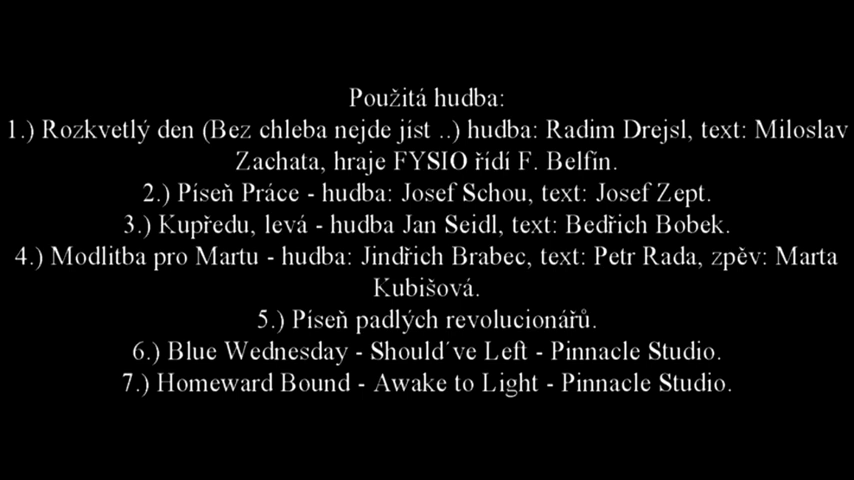 Použitá hudba:
1.) Rozkvetlý den (Bez chleba nejde jíst ..) hudba: Radim Drejsl, text: Miloslav
Zachata, hraje FYSIO řídí F. Belfín.
2.) Píseň Práce - hudba: Josef Schou, text: Josef Zept.
3.) Kupředu, levá - hudba Jan Seidl, text: Bedřich Bobek.
4.) Modlitba pro Martu - hudba: Jindřich Brabec, text: Petr Rada, zpěv: Marta
Kubišová.
5.) Píseň padlých revolucionářů.
6.) Blue Wednesday - Should´ve Left - Pinnacle Studio.
7.) Homeward Bound - Awake to Light - Pinnacle Studio.